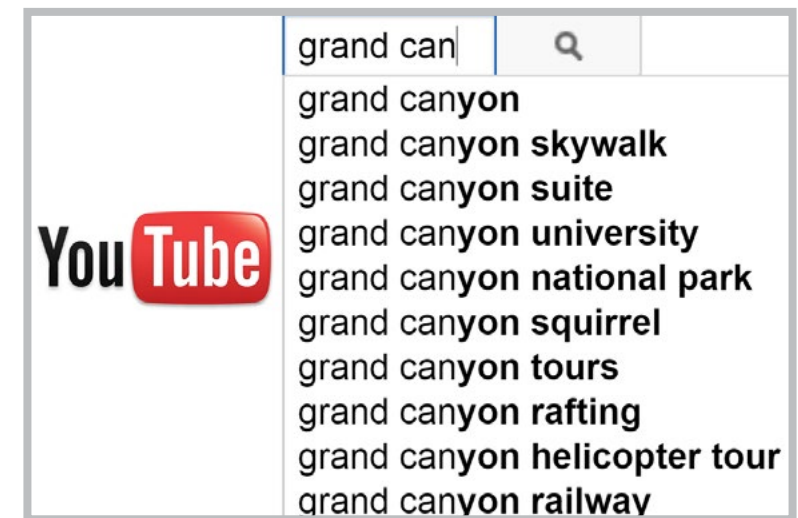 grand can
grand canyon
grand canyon skywalk
grand canyon suite
grand canyon university
YouTube
grand canyon national park
grand canyon squirrel
grand canyon tours
grand canyon rafting
grand canyon helicopter tour
grand canyon railway